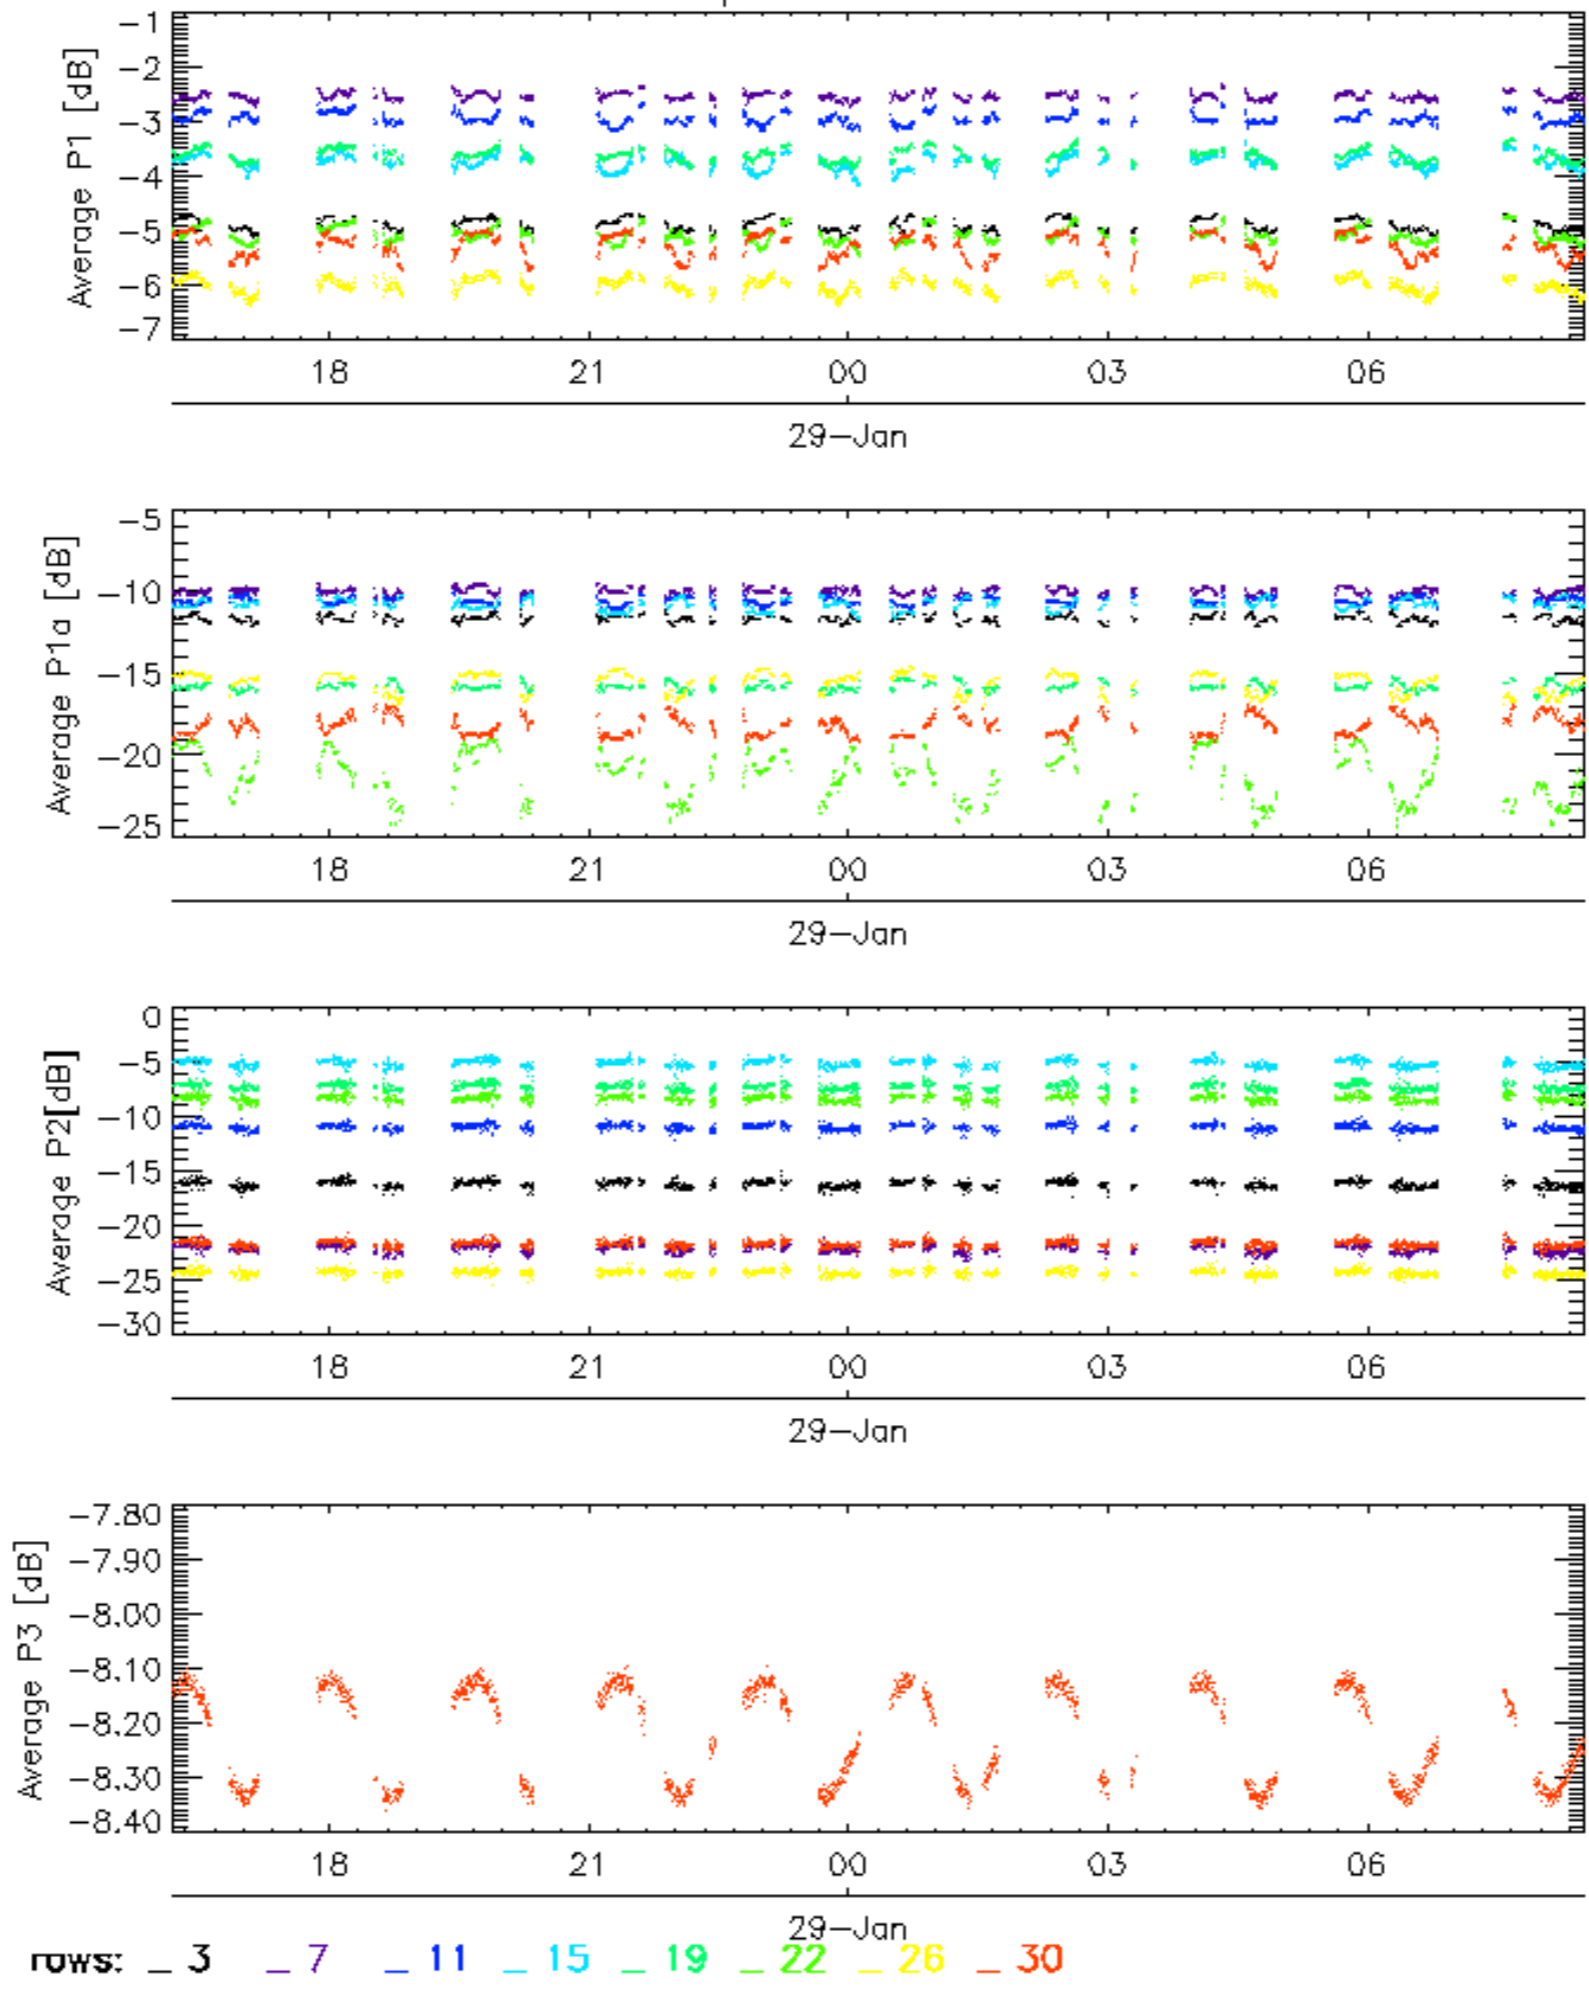 Average P1 [dB]
-1
-2
-3
-4
-5
-6
-7
18 21 00 03 06
29-Jan
Average P1a [dB]
-5
-10
-15
-20
-25
18 21 00 03 06
29-Jan
Average P2[dB]
0
-5
-10
-15
-20
-25
-30
18 21 00 03 06
29-Jan
Average P3 [dB]
-7.80
-7.90
-8.00
-8.10
-8.20
-8.30
-8.40
18 21 00 03 06
29-Jan
rows: _ 3 _ 7 _ 11 _ 15 _ 19 _ 22 _ 26 _ 30